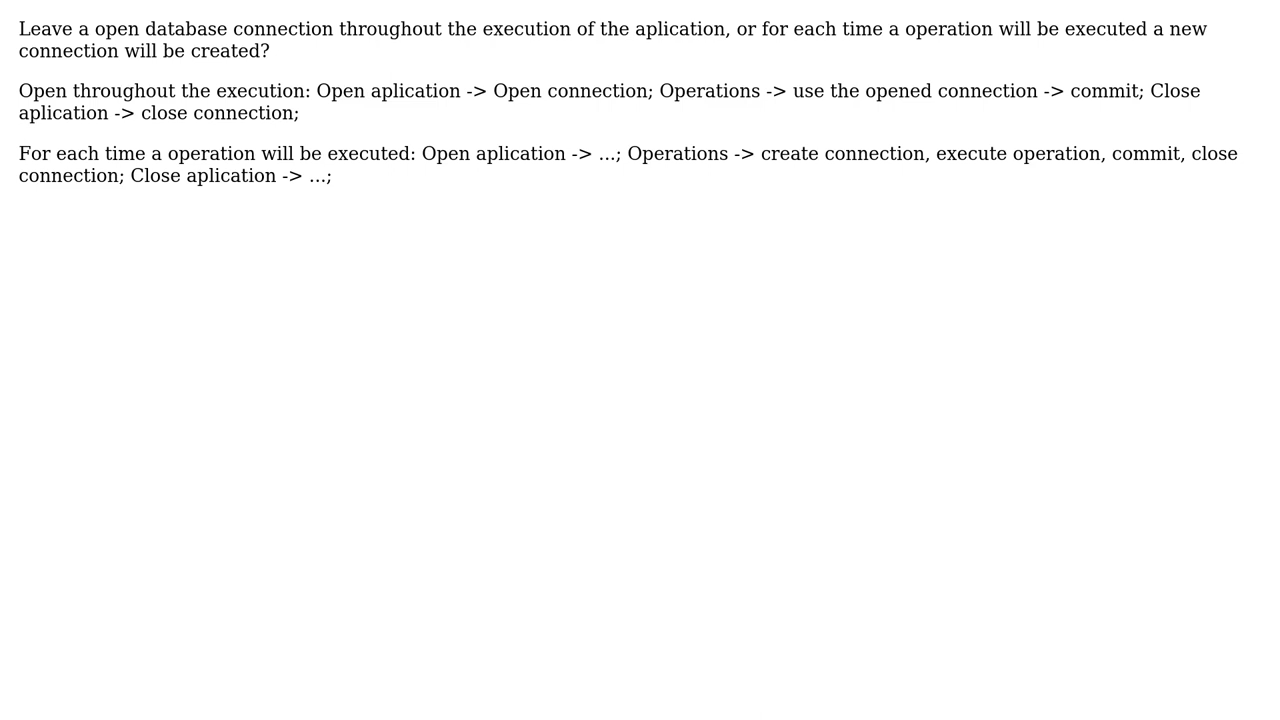 Leave a open database connection throughout the execution of the aplication, or for each time a operation will be executed a new
connection will be created?
Open throughout the execution: Open aplication -> Open connection; Operations -> use the opened connection -> commit; Close
aplication -> close connection;
For each time a operation will be executed: Open aplication -> ...; Operations -> create connection, execute operation, commit, close
connection; Close aplication -> ...;